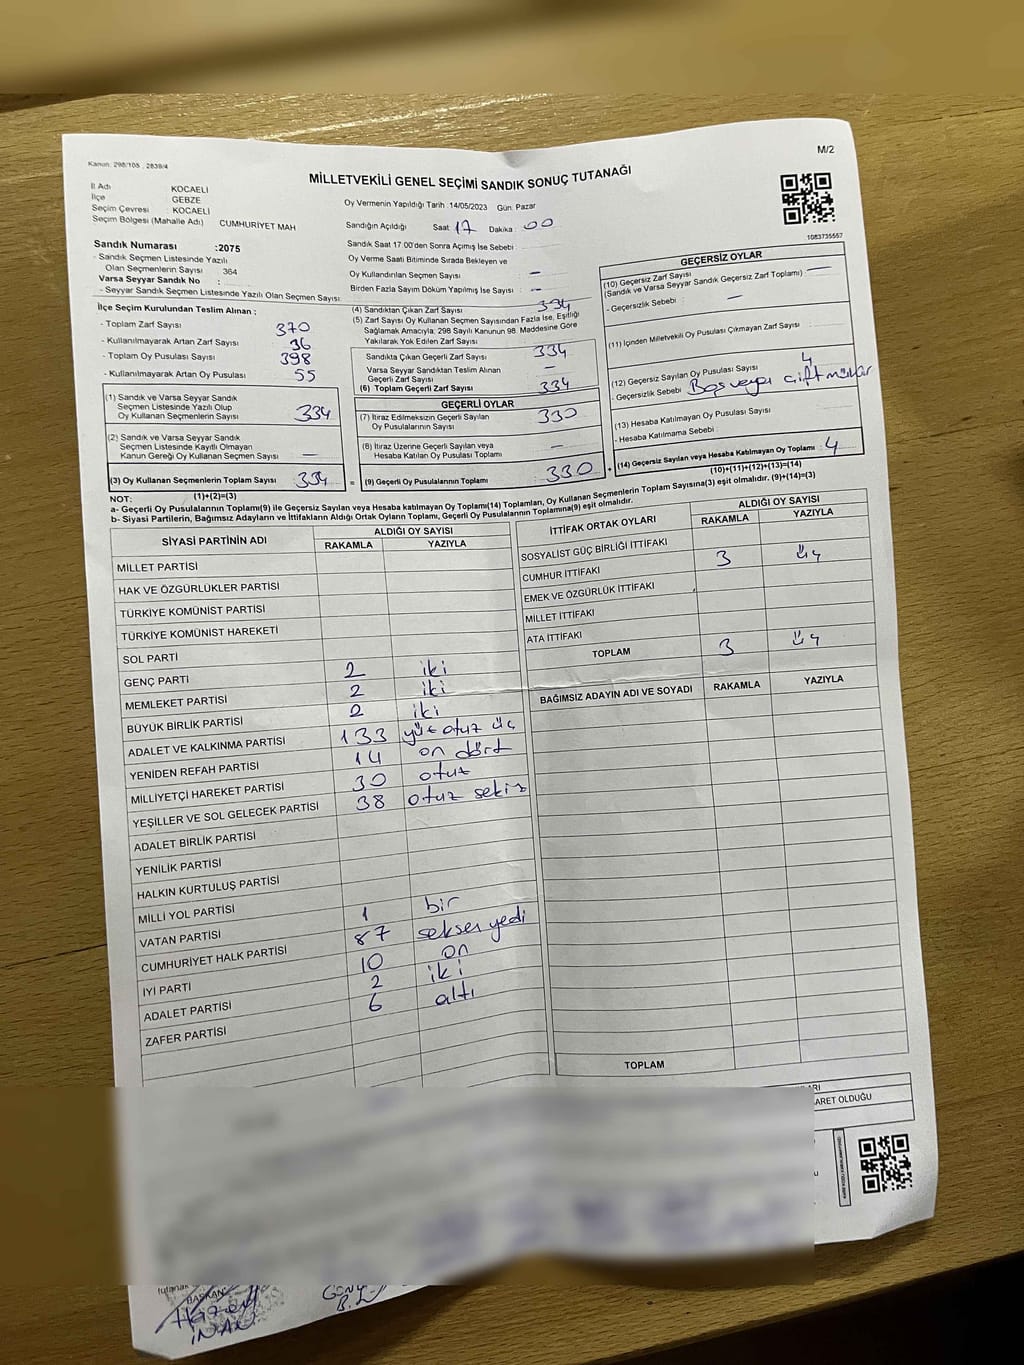 Kanun: 298/105 , 2839/4
M/2
MİLLETVEKİLİ GENEL SEÇİMİ SANDIK SONUÇ TUTANAĞI
İl Adı KOCAELİ
İlçe GEBZE
Seçim Çevresi KOCAELİ
Seçim Bölgesi (Mahalle Adı) CUMHURİYET MAH
Oy Vermenin Yapıldığı Tarih :14/05/2023 Gün: Pazar
Sandığın Açıldığı Saat: 17 Dakika : 00
Sandık Saat 17:00'den Sonra Açılmış İse Sebebi :
Oy Verme Saati Bitiminde Sırada Bekleyen ve
Oy Kullandırılan Seçmen Sayısı : –
Birden Fazla Sayım Döküm Yapılmış İse Sayısı : –
1083735557
Sandık Numarası :2075
- Sandık Seçmen Listesinde Yazılı
Olan Seçmenlerin Sayısı 364
Varsa Seyyar Sandık No :
- Seyyar Sandık Seçmen Listesinde Yazılı Olan Seçmen Sayısı:
İlçe Seçim Kurulundan Teslim Alınan ;
- Toplam Zarf Sayısı 370
- Kullanılmayarak Artan Zarf Sayısı 36
- Toplam Oy Pusulası Sayısı 398
- Kullanılmayarak Artan Oy Pusulası 55
(1) Sandık ve Varsa Seyyar Sandık
Seçmen Listesinde Yazılı Olup
Oy Kullanan Seçmenlerin Sayısı 334
(2) Sandık ve Varsa Seyyar Sandık
Seçmen Listesinde Kayıtlı Olmayan
Kanun Gereği Oy Kullanan Seçmen Sayısı –
(3) Oy Kullanan Seçmenlerin Toplam Sayısı 334
(1)+(2)=(3)
(4) Sandıktan Çıkan Zarf Sayısı 334
(5) Zarf Sayısı Oy Kullanan Seçmen Sayısından Fazla İse, Eşitliği
Sağlamak Amacıyla; 298 Sayılı Kanunun 98. Maddesine Göre
Yakılarak Yok Edilen Zarf Sayısı :
Sandıkta Çıkan Geçerli Zarf Sayısı 334
Varsa Seyyar Sandıktan Teslim Alınan
Geçerli Zarf Sayısı –
(6) Toplam Geçerli Zarf Sayısı 334
GEÇERLİ OYLAR
(7) İtiraz Edilmeksizin Geçerli Sayılan
Oy Pusulalarının Sayısı 330
(8) İtiraz Üzerine Geçerli Sayılan veya
Hesaba Katılan Oy Pusulası Toplamı –
= (9) Geçerli Oy Pusulalarının Toplamı 330 +
GEÇERSİZ OYLAR
(10) Geçersiz Zarf Sayısı
(Sandık ve Varsa Seyyar Sandık Geçersiz Zarf Toplamı) : –
- Geçersizlik Sebebi : –
(11) İçinden Milletvekili Oy Pusulası Çıkmayan Zarf Sayısı :
(12) Geçersiz Sayılan Oy Pusulası Sayısı 4
- Geçersizlik Sebebi : Boş veya çift mühür
(13) Hesaba Katılmayan Oy Pusulası Sayısı :
- Hesaba Katılmama Sebebi :
(14) Geçersiz Sayılan veya Hesaba Katılmayan Oy Toplamı : 4
(10)+(11)+(12)+(13)=(14)
NOT:
a- Geçerli Oy Pusulasının Toplamı(9) ile Geçersiz Sayılan veya Hesaba katılmayan Oy Toplamı(14) Toplamları, Oy Kullanan Seçmenlerin Toplam Sayısına(3) eşit olmalıdır. (9)+(14)=(3)
b- Siyasi Partilerin, Bağımsız Adayların ve İttifakların Aldığı Ortak Oyların Toplamı, Geçerli Oy Pusulalarının Toplamına(9) eşit olmalıdır.
SİYASİ PARTİNİN ADI ALDIĞI OY SAYISI
RAKAMLA YAZIYLA
MİLLET PARTİSİ
HAK VE ÖZGÜRLÜKLER PARTİSİ
TÜRKİYE KOMÜNİST PARTİSİ
TÜRKİYE KOMÜNİST HAREKETİ
SOL PARTİ
GENÇ PARTİ 2 iki
MEMLEKET PARTİSİ 2 iki
BÜYÜK BİRLİK PARTİSİ 2 iki
ADALET VE KALKINMA PARTİSİ 133 yüz otuz üç
YENİDEN REFAH PARTİSİ 14 on dört
MİLLİYETÇİ HAREKET PARTİSİ 30 otuz
YEŞİLLER VE SOL GELECEK PARTİSİ 38 otuz sekiz
ADALET BİRLİK PARTİSİ
YENİLİK PARTİSİ
HALKIN KURTULUŞ PARTİSİ
MİLLİ YOL PARTİSİ
VATAN PARTİSİ 1 bir
CUMHURİYET HALK PARTİSİ 87 seksen yedi
İYİ PARTİ 10 on
ADALET PARTİSİ 2 iki
ZAFER PARTİSİ 6 altı
İTTİFAK ORTAK OYLARI ALDIĞI OY SAYISI
RAKAMLA YAZIYLA
SOSYALİST GÜÇ BİRLİĞİ İTTİFAKI
CUMHUR İTTİFAKI 3 üç
EMEK VE ÖZGÜRLÜK İTTİFAKI
MİLLET İTTİFAKI
ATA İTTİFAKI
TOPLAM 3 üç
BAĞIMSIZ ADAYIN ADI VE SOYADI RAKAMLA YAZIYLA
TOPLAM
ARI
ARET OLDUĞU
tutanak
BAŞKAN
İNAN